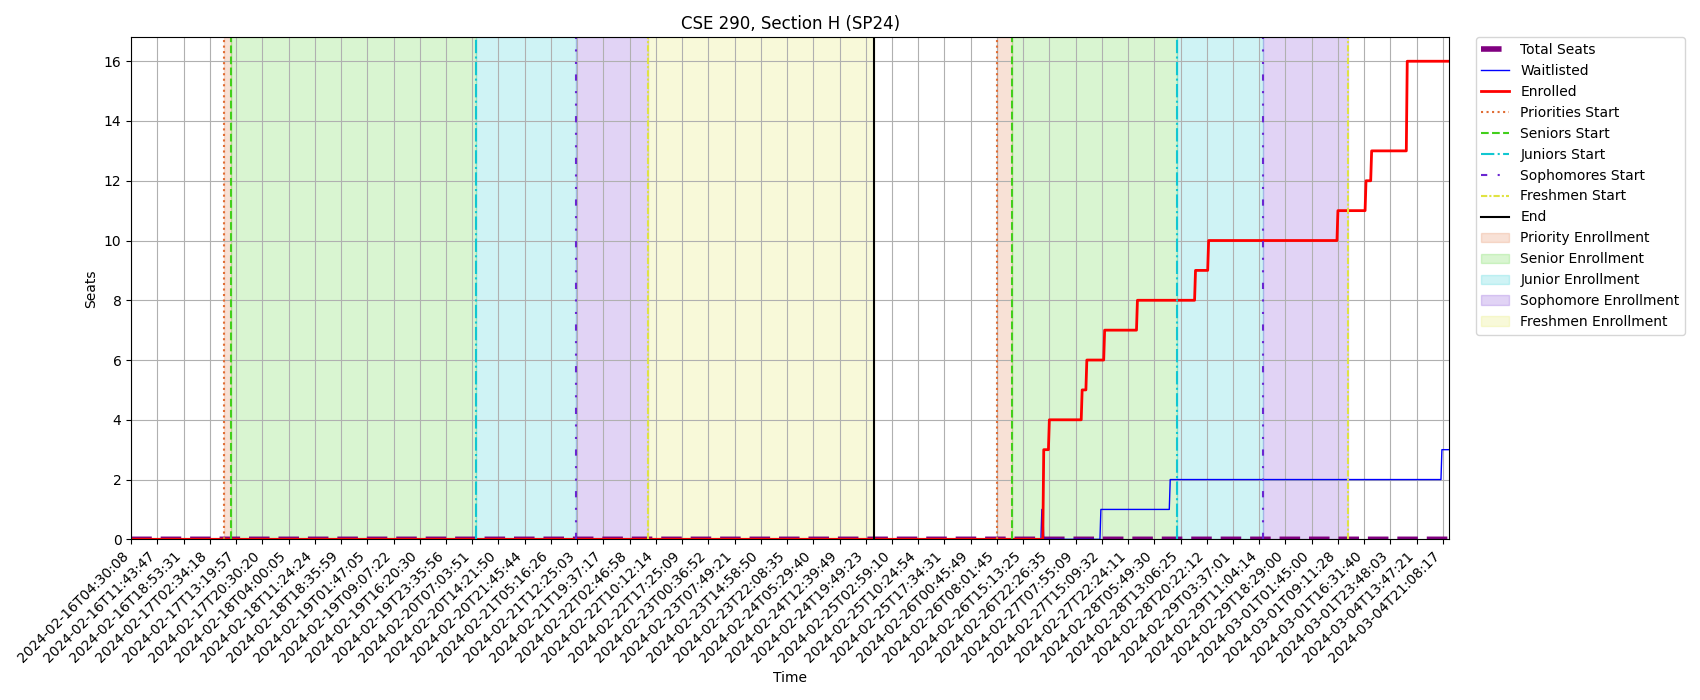 CSE 290, Section H (SP24)
Seats
16
14
12
10
8
6
4
2
0
2024-02-16T04:30:08
2024-02-16T11:43:47
2024-02-16T18:53:31
2024-02-17T02:34:18
2024-02-17T13:19:57
2024-02-17T20:30:20
2024-02-18T04:00:05
2024-02-18T11:24:24
2024-02-18T18:35:59
2024-02-19T01:47:05
2024-02-19T09:07:22
2024-02-19T16:20:30
2024-02-19T23:35:56
2024-02-20T07:03:51
2024-02-20T14:21:50
2024-02-20T21:45:44
2024-02-21T05:16:26
2024-02-21T12:25:03
2024-02-21T19:37:17
2024-02-22T02:46:58
2024-02-22T10:12:14
2024-02-22T17:25:09
2024-02-23T00:36:52
2024-02-23T07:49:21
2024-02-23T14:58:50
2024-02-23T22:08:35
2024-02-24T05:29:40
2024-02-24T12:39:49
2024-02-24T19:49:23
2024-02-25T02:59:10
2024-02-25T10:24:54
2024-02-25T17:34:31
2024-02-26T00:45:49
2024-02-26T08:01:45
2024-02-26T15:13:25
2024-02-26T22:26:35
2024-02-27T07:55:09
2024-02-27T15:09:32
2024-02-27T22:24:11
2024-02-28T05:49:30
2024-02-28T13:06:25
2024-02-28T20:22:12
2024-02-29T03:37:01
2024-02-29T11:04:14
2024-02-29T18:29:00
2024-03-01T01:45:00
2024-03-01T09:11:28
2024-03-01T16:31:40
2024-03-01T23:48:03
2024-03-04T13:47:21
2024-03-04T21:08:17
Time
Total Seats
Waitlisted
Enrolled
Priorities Start
Seniors Start
Juniors Start
Sophomores Start
Freshmen Start
End
Priority Enrollment
Senior Enrollment
Junior Enrollment
Sophomore Enrollment
Freshmen Enrollment